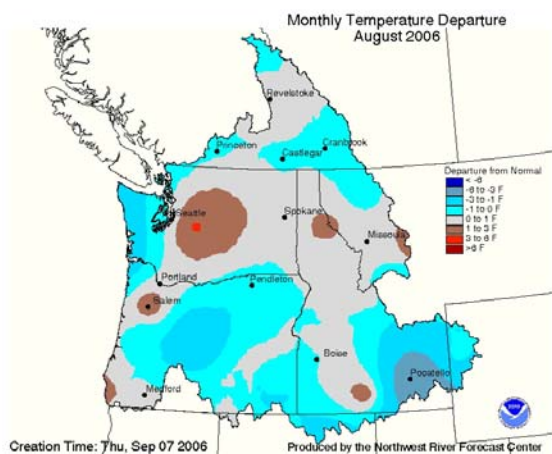 Monthly Temperature Departure
August 2006
Revelstoke
Princeton
Castlegar
Cranbrook
Departure from Normal
< -6
-6 to -3 F
-3 to -1 F
-1 to 0 F
0 to 1 F
1 to 3 F
3 to 6 F
>6 F
Seattle
Spokane
Missoula
Portland
Pendleton
Salem
Boise
Pocatello
Medford
Creation Time: Thu, Sep 07 2006
Produced by the Northwest River Forecast Center